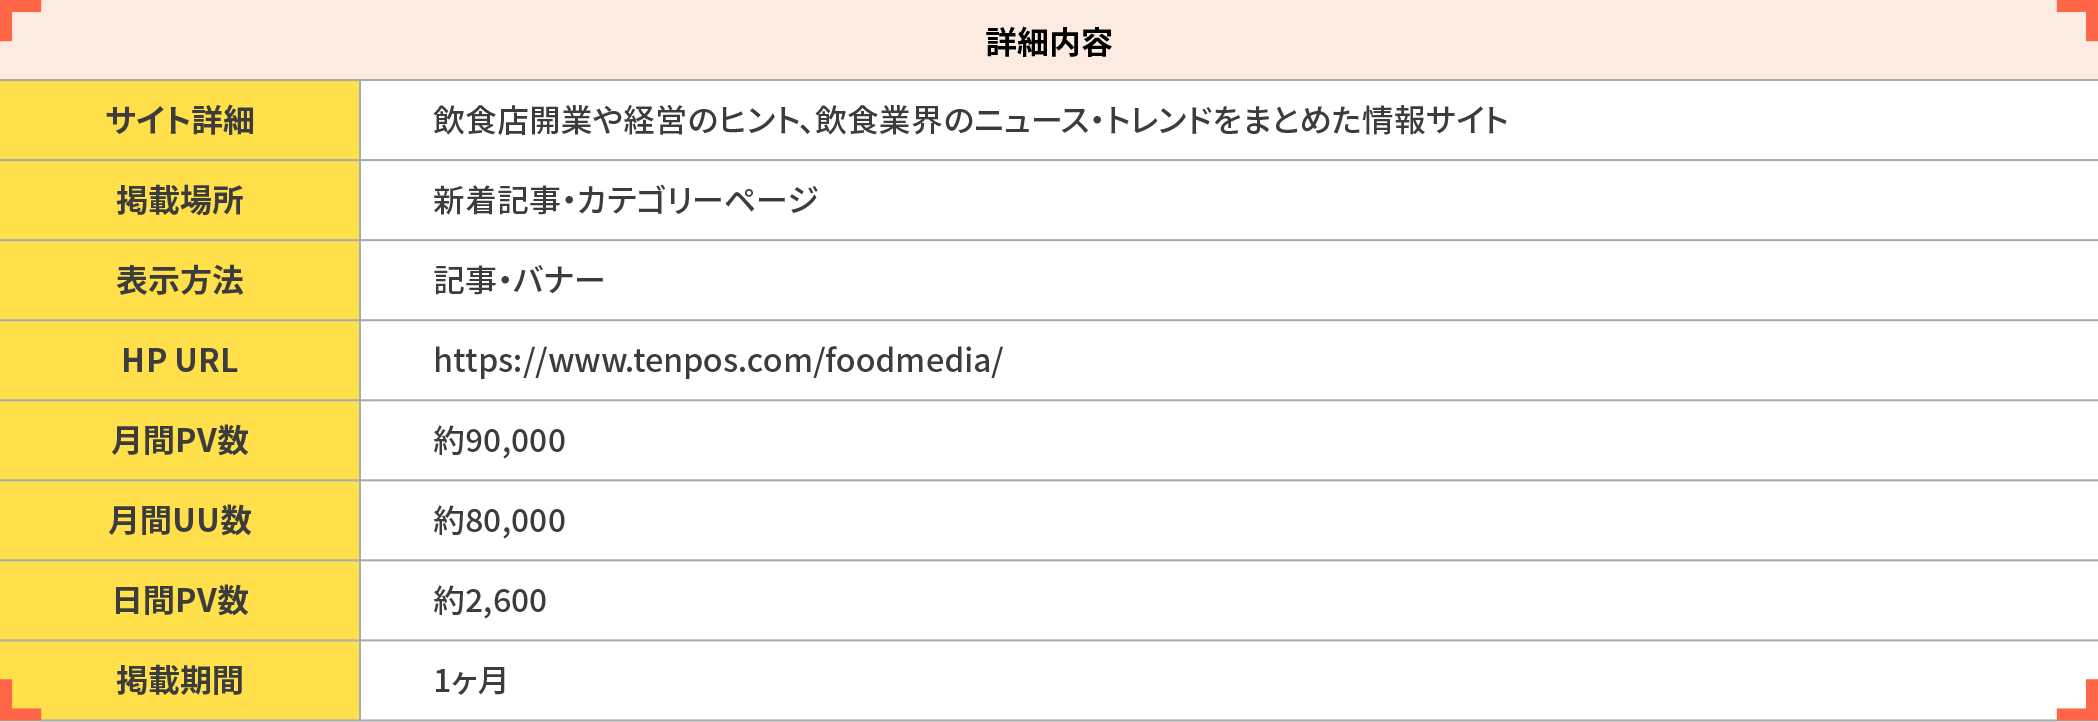 詳細内容
サイト詳細 飲食店開業や経営のヒント、飲食業界のニュース・トレンドをまとめた情報サイト
掲載場所 新着記事・カテゴリーページ
表示方法 記事・バナー
HP URL https://www.tenpos.com/foodmedia/
月間PV数 約90,000
月間UU数 約80,000
日間PV数 約2,600
掲載期間 1ヶ月